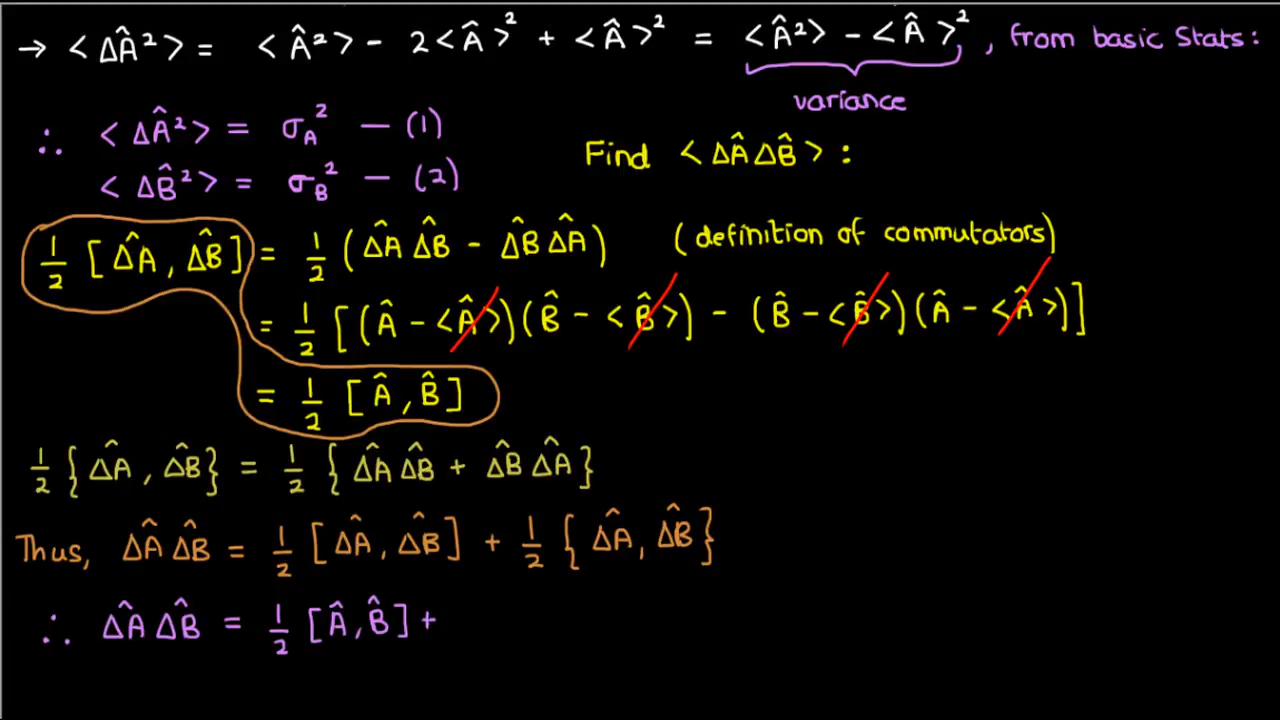 → <ΔÂ²> = <Â²> - 2<Â>² + <Â>² = <Â²> - <Â>², from basic Stats:
variance
∴ <ΔÂ²> = σ_A² — (1)
<ΔB̂²> = σ_B² — (2)
Find <ΔÂΔB̂>:
½ [ΔÂ, ΔB̂] = ½ (ΔÂ ΔB̂ - ΔB̂ ΔÂ) (definition of commutators)
= ½ [(Â - <Â>)(B̂ - <B̂>) - (B̂ - <B̂>)(Â - <Â>)]
= ½ [Â, B̂]
½ {ΔÂ, ΔB̂} = ½ {ΔÂ ΔB̂ + ΔB̂ ΔÂ}
Thus, ΔÂ ΔB̂ = ½ [ΔÂ, ΔB̂] + ½ {ΔÂ, ΔB̂}
∴ ΔÂ ΔB̂ = ½ [Â, B̂] +